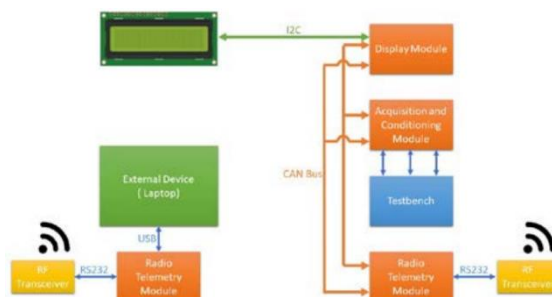 I2C
Display Module
Acquisition and
Conditioning
Module
CAN Bus
External Device
( Laptop)
Testbench
USB
RF
Transceiver
RS232
Radio
Telemetry
Module
Radio
Telemetry
Module
RS232
RF
Transceiver